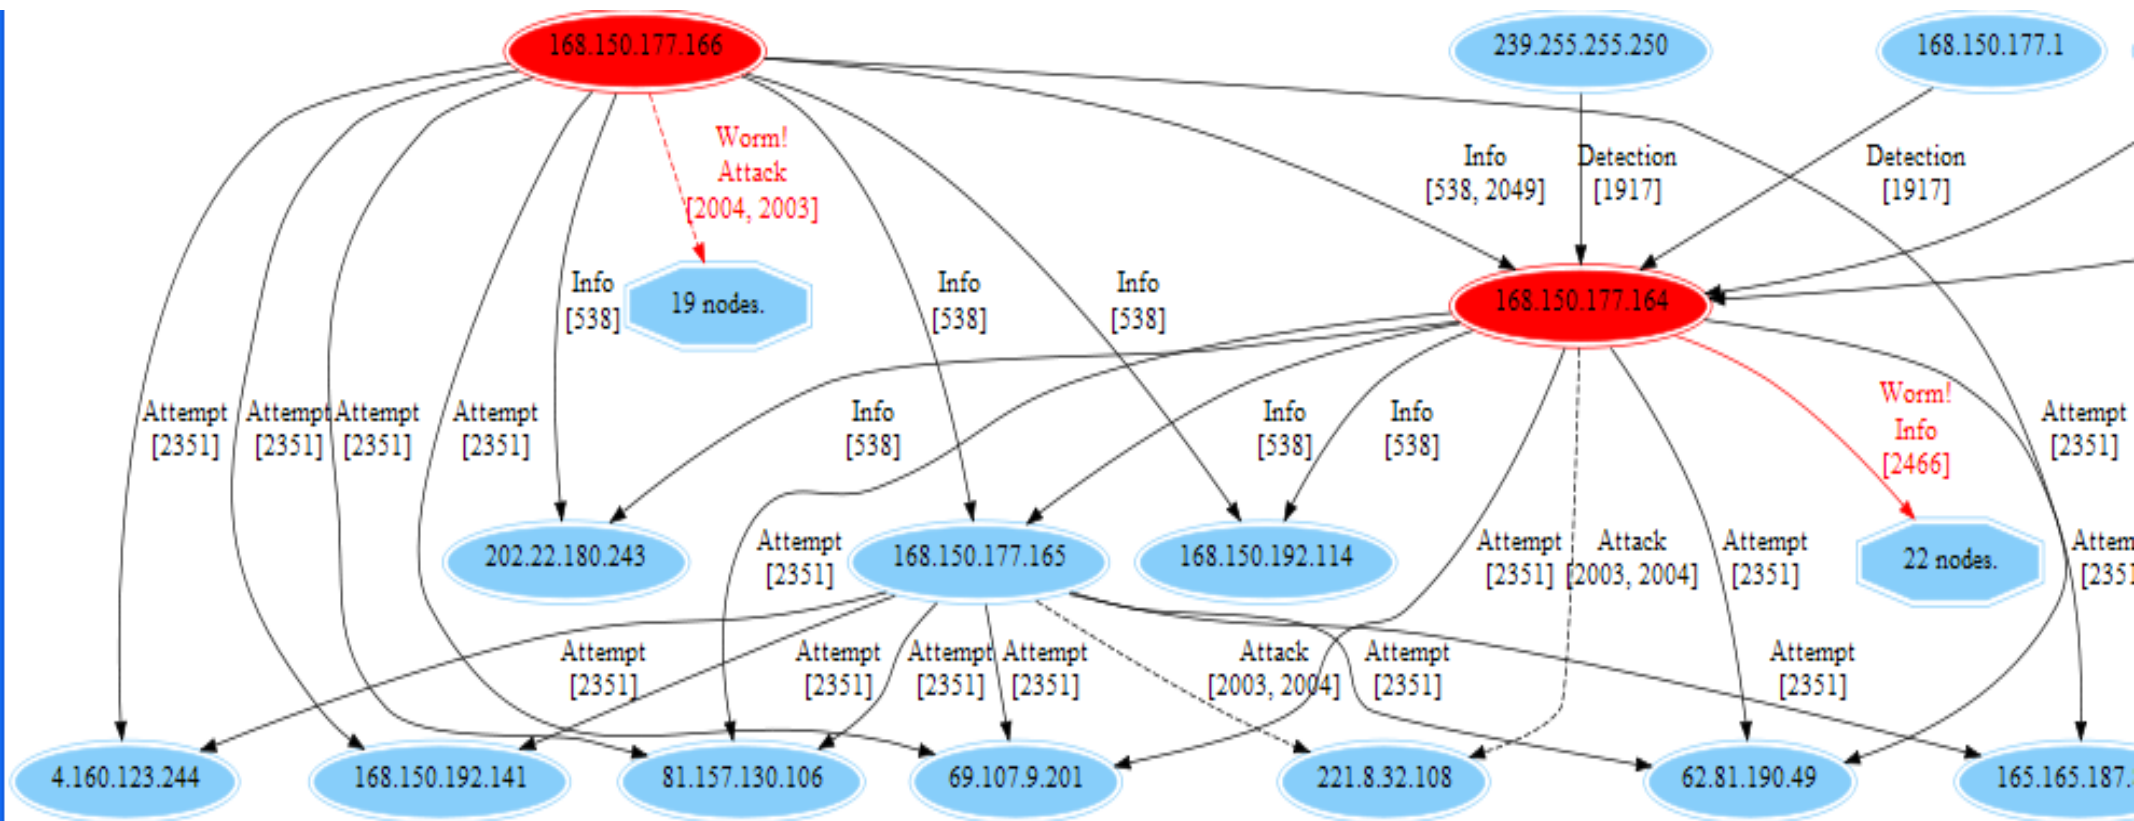 168.150.177.166
239.255.255.250
168.150.177.1
Worm!
Attack
[2004, 2003]
Info
[538, 2049]
Detection
[1917]
Detection
[1917]
Info
[538]
19 nodes.
Info
[538]
Info
[538]
168.150.177.164
Attempt
[2351]
Attempt
[2351]
Attempt
[2351]
Attempt
[2351]
Info
[538]
Info
[538]
Info
[538]
Worm!
Info
[2466]
Attempt
[2351]
202.22.180.243
Attempt
[2351]
168.150.177.165
168.150.192.114
Attempt
[2351]
Attack
[2003, 2004]
Attempt
[2351]
22 nodes.
Attem
[2351
Attempt
[2351]
Attempt
[2351]
Attempt
[2351]
Attempt
[2351]
Attack
[2003, 2004]
Attempt
[2351]
Attempt
[2351]
4.160.123.244
168.150.192.141
81.157.130.106
69.107.9.201
221.8.32.108
62.81.190.49
165.165.187.